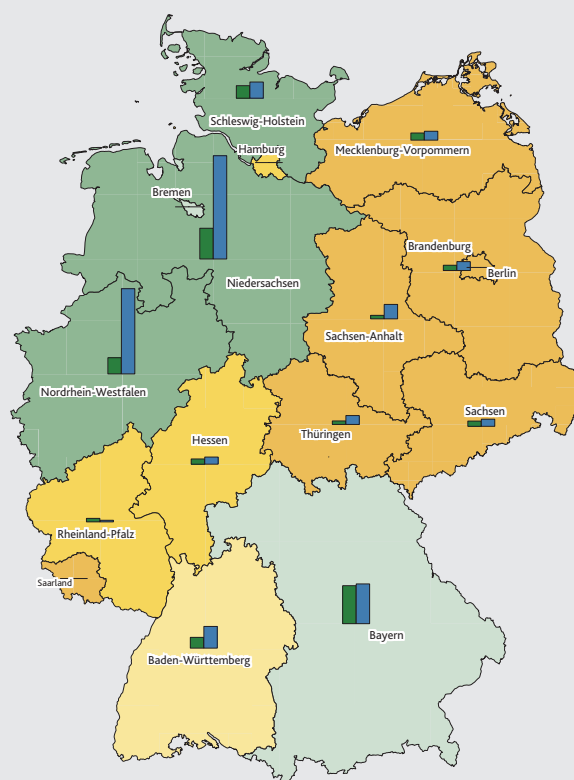 Schleswig-Holstein
Hamburg
Mecklenburg-Vorpommern
Bremen
Brandenburg
Berlin
Niedersachsen
Sachsen-Anhalt
Nordrhein-Westfalen
Sachsen
Thüringen
Hessen
Rheinland-Pfalz
Saarland
Bayern
Baden-Württemberg